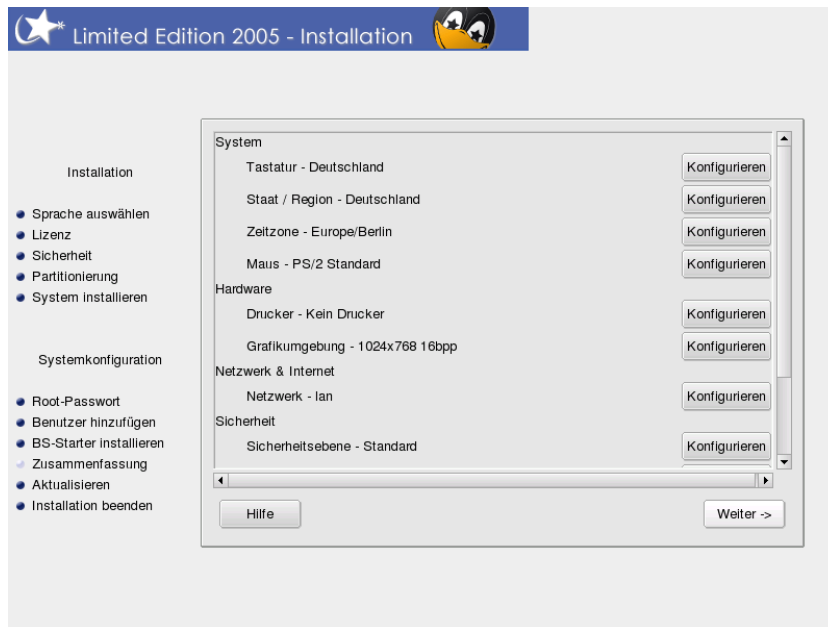 Limited Edition 2005 - Installation
Installation
Sprache auswählen
Lizenz
Sicherheit
Partitionierung
System installieren
Systemkonfiguration
Root-Passwort
Benutzer hinzufügen
BS-Starter installieren
Zusammenfassung
Aktualisieren
Installation beenden
System
Tastatur - Deutschland Konfigurieren
Staat / Region - Deutschland Konfigurieren
Zeitzone - Europe/Berlin Konfigurieren
Maus - PS/2 Standard Konfigurieren
Hardware
Drucker - Kein Drucker Konfigurieren
Grafikumgebung - 1024x768 16bpp Konfigurieren
Netzwerk & Internet
Netzwerk - lan Konfigurieren
Sicherheit
Sicherheitsebene - Standard Konfigurieren
Hilfe Weiter ->